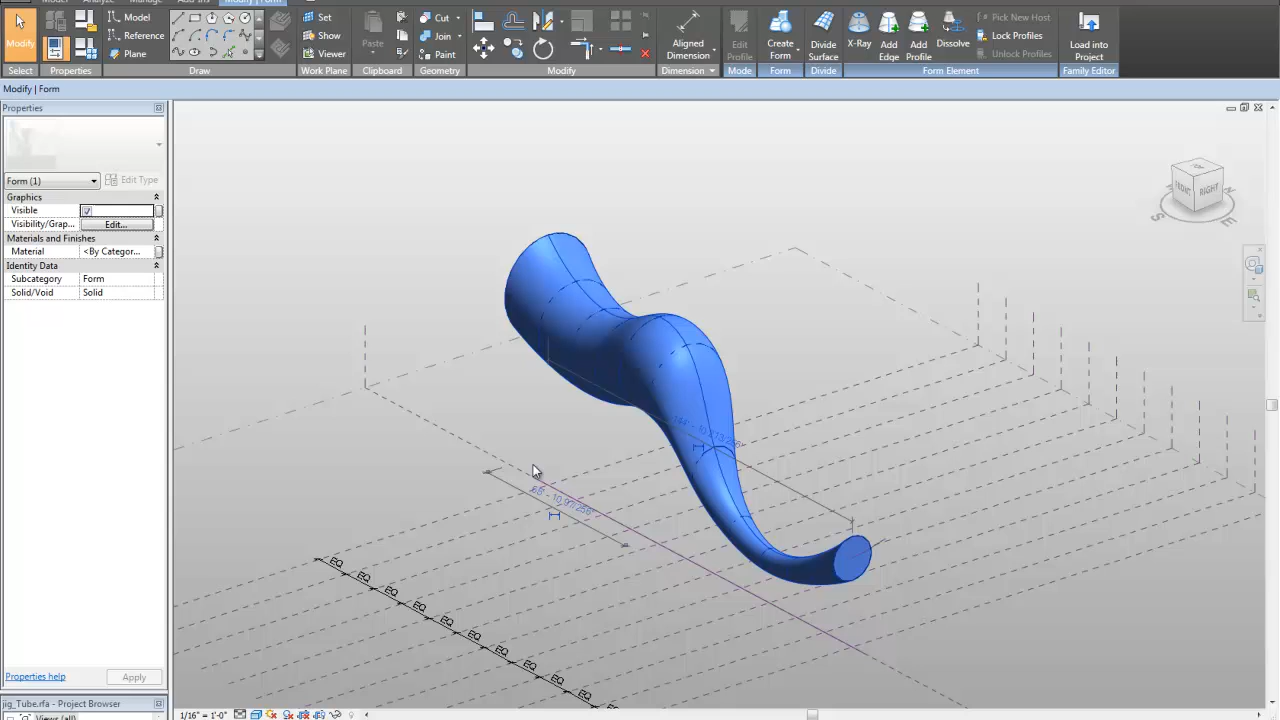 Modify | Form
Model
Reference
Plane
Set
Show
Viewer
Paste
Cut
Join
Paint
Aligned
Dimension
Edit
Profile
Create
Form
Divide
Surface
X-Ray
Add
Edge
Add
Profile
Dissolve
Pick New Host
Lock Profiles
Unlock Profiles
Load into
Project
Modify
Select
Properties
Draw
Work Plane
Clipboard
Geometry
Modify
Dimension
Mode
Form
Divide
Form Element
Family Editor
Modify | Form
Properties
Form (1)
Edit Type
Graphics
Visible
Visibility/Grap...
Edit...
Materials and Finishes
Material
<By Categor...
Identity Data
Subcategory
Form
Solid/Void
Solid
RIGHT
S
E
EQ
EQ
EQ
EQ
EQ
EQ
EQ
EQ
EQ
EQ
Properties help
Apply
jig_Tube.rfa - Project Browser
Views (all)
1/16" = 1'-0"